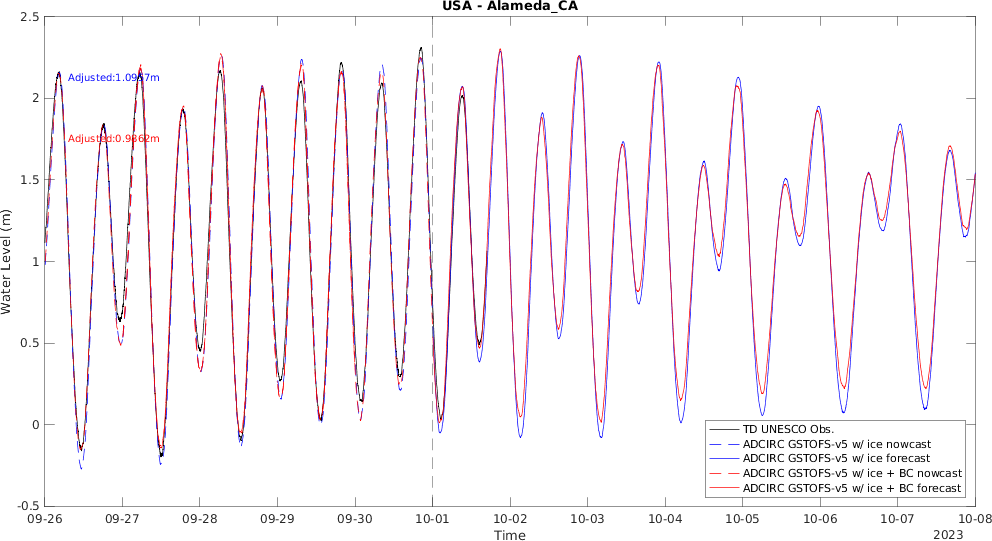 USA - Alameda_CA
2.5
2
1.5
1
0.5
0
-0.5
Water Level (m)
Adjusted:
Adjusted:0.9862m
TD UNESCO Obs.
ADCIRC GSTOFS-v5 w/ ice nowcast
ADCIRC GSTOFS-v5 w/ ice forecast
ADCIRC GSTOFS-v5 w/ ice + BC nowcast
ADCIRC GSTOFS-v5 w/ ice + BC forecast
09-26 09-27 09-28 09-29 09-30 10-01 10-02 10-03 10-04 10-05 10-06 10-07 10-08
Time
2023